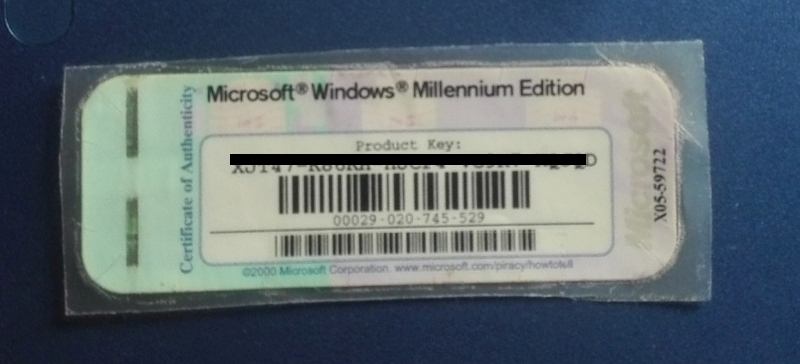 Microsoft® Windows® Millennium Edition
Certificate of Authenticity
Product Key:
00029-020-745-529
©2000 Microsoft Corporation. www.microsoft.com/piracy/howtotell
Microsoft
X05-59722